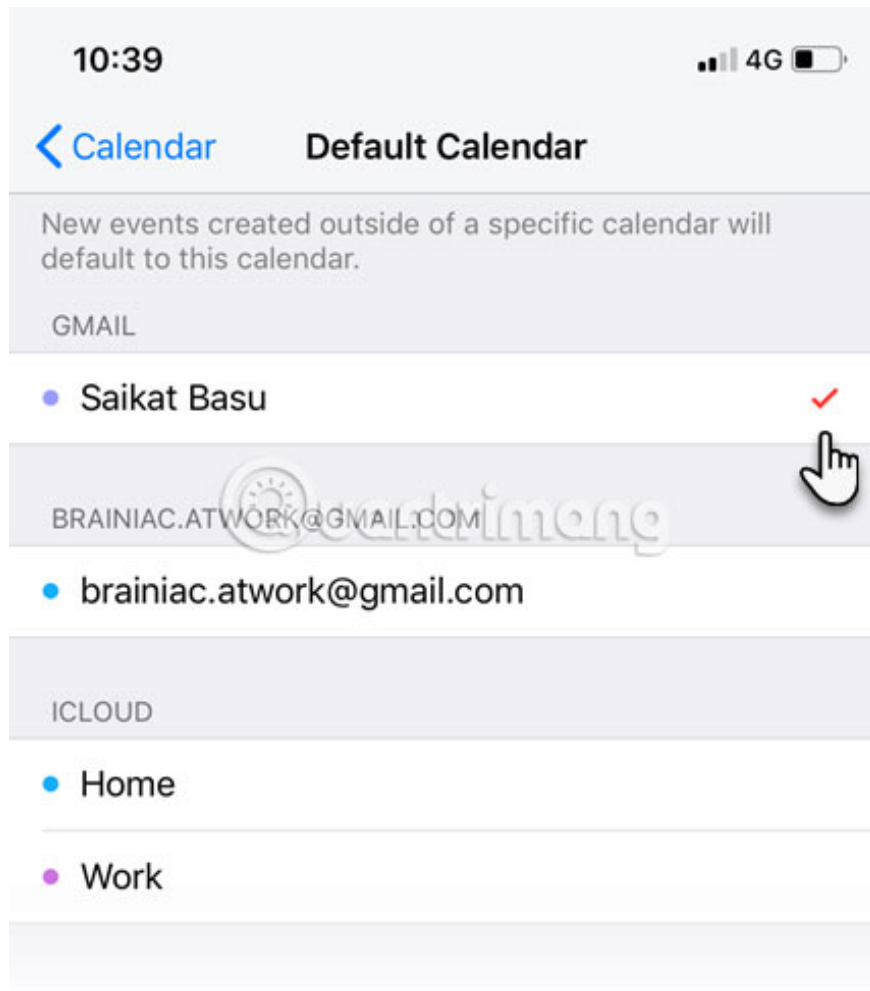 10:39
4G
Calendar
Default Calendar
New events created outside of a specific calendar will
default to this calendar.
GMAIL
Saikat Basu
BRAINIAC.ATWORK@GMAIL.COM
Quantrimang
brainiac.atwork@gmail.com
ICLOUD
Home
Work